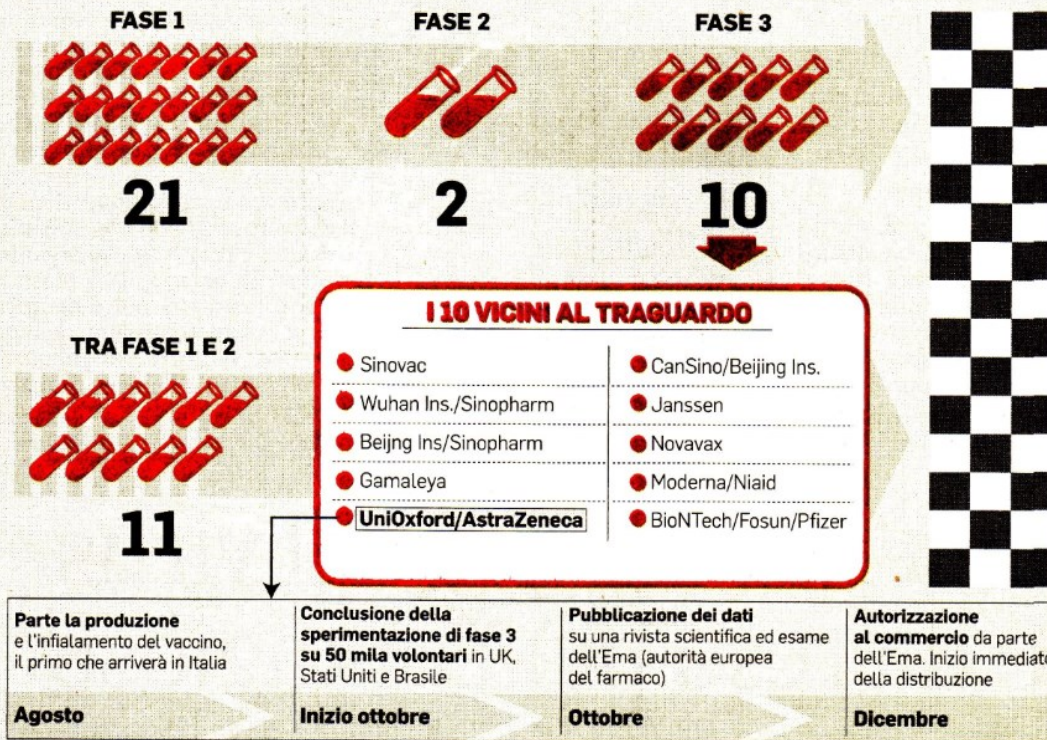 FASE 1
21
FASE 2
2
FASE 3
10
TRA FASE 1 E 2
11
I 10 VICINI AL TRAGUARDO
Sinovac
Wuhan Ins./Sinopharm
Beijng Ins/Sinopharm
Gamaleya
UniOxford/AstraZeneca
CanSino/Beijing Ins.
Janssen
Novavax
Moderna/Niaid
BioNTech/Fosun/Pfizer
Parte la produzione
e l'infialamento del vaccino,
il primo che arriverà in Italia
Agosto
Conclusione della
sperimentazione di fase 3
su 50 mila volontari in UK,
Stati Uniti e Brasile
Inizio ottobre
Pubblicazione dei dati
su una rivista scientifica ed esame
dell'Ema (autorità europea
del farmaco)
Ottobre
Autorizzazione
al commercio da parte
dell'Ema. Inizio immediato
della distribuzione
Dicembre